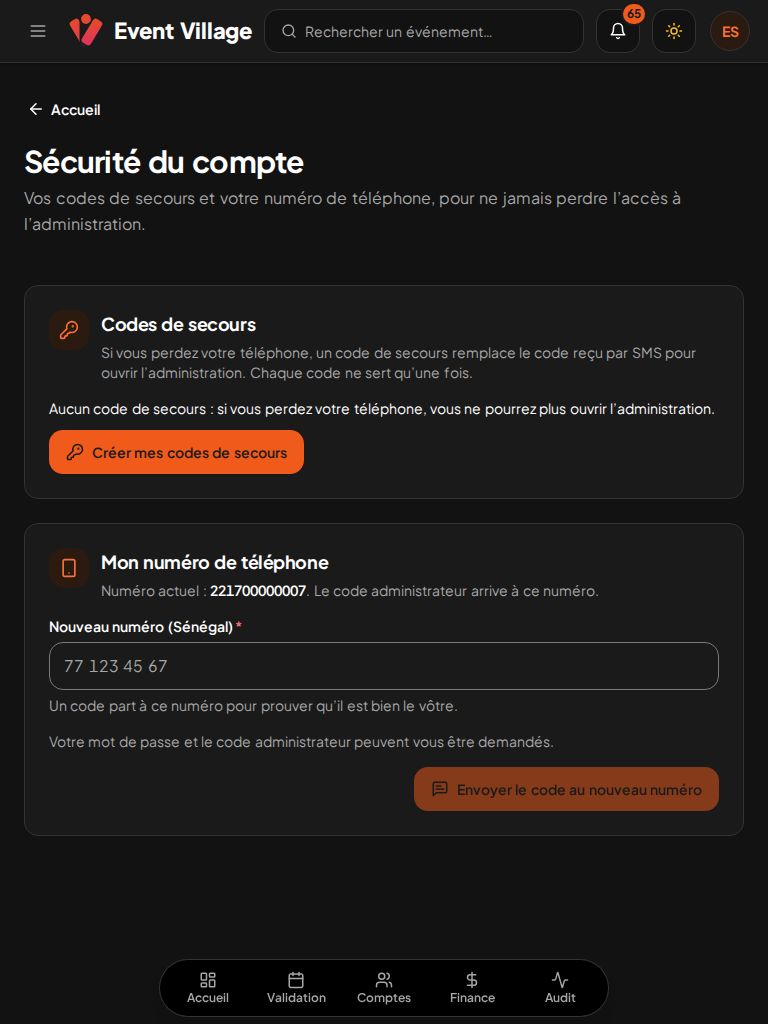 Event Village
Rechercher un événement…
65
ES
Accueil
Sécurité du compte
Vos codes de secours et votre numéro de téléphone, pour ne jamais perdre l’accès à
l’administration.
Codes de secours
Si vous perdez votre téléphone, un code de secours remplace le code reçu par SMS pour
ouvrir l’administration. Chaque code ne sert qu’une fois.
Aucun code de secours : si vous perdez votre téléphone, vous ne pourrez plus ouvrir l’administration.
Créer mes codes de secours
Mon numéro de téléphone
Numéro actuel : 221700000007. Le code administrateur arrive à ce numéro.
Nouveau numéro (Sénégal) *
77 123 45 67
Un code part à ce numéro pour prouver qu’il est bien le vôtre.
Votre mot de passe et le code administrateur peuvent vous être demandés.
Envoyer le code au nouveau numéro
Accueil
Validation
Comptes
Finance
Audit